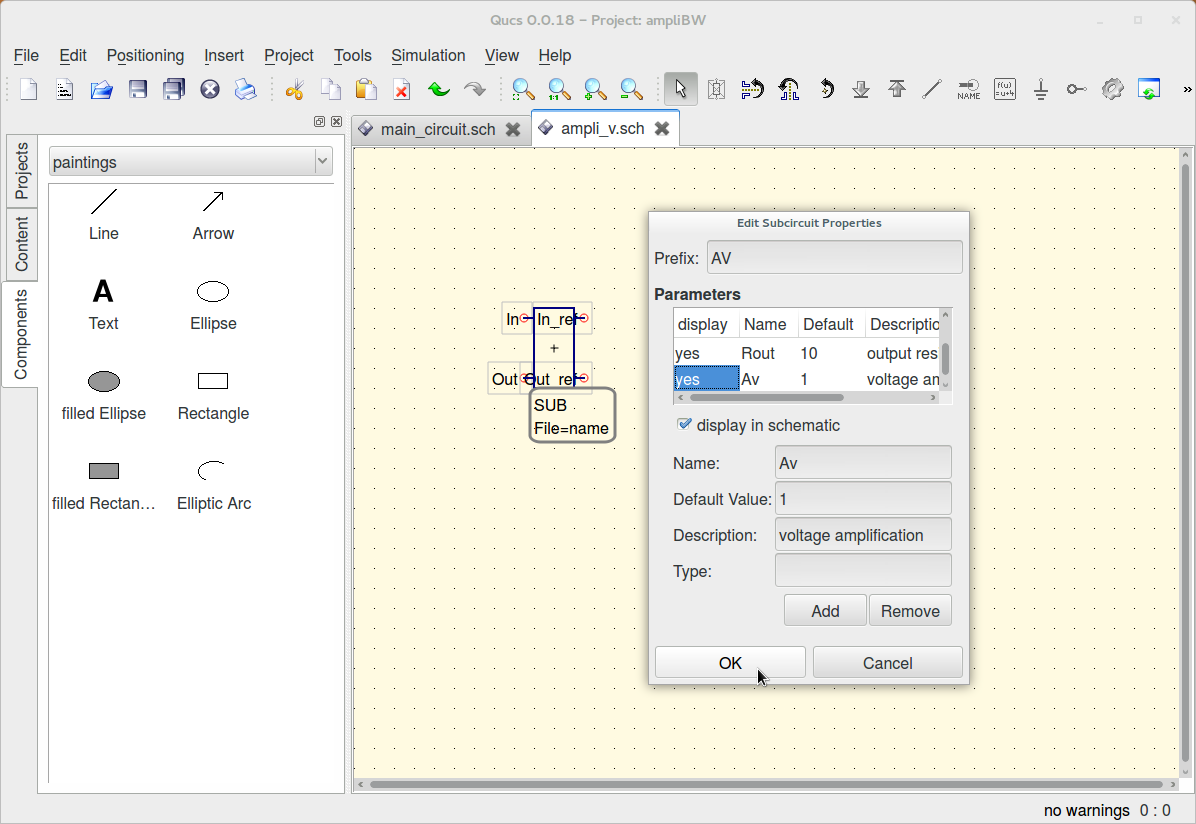 Qucs 0.0.18 – Project: ampliBW
File Edit Positioning Insert Project Tools Simulation View Help
NAME
f(u)
=u+4
»
main_circuit.sch
ampli_v.sch
Projects
Content
Components
paintings
Line
Arrow
A
Text
Ellipse
filled Ellipse
Rectangle
filled Rectan…
Elliptic Arc
In
In_ref
Out
Out_ref
SUB
File=name
Edit Subcircuit Properties
Prefix: AV
Parameters
display Name Default Descriptio
yes Rout 10 output res
yes Av 1 voltage an
display in schematic
Name: Av
Default Value: 1
Description: voltage amplification
Type:
Add Remove
OK Cancel
no warnings 0 : 0